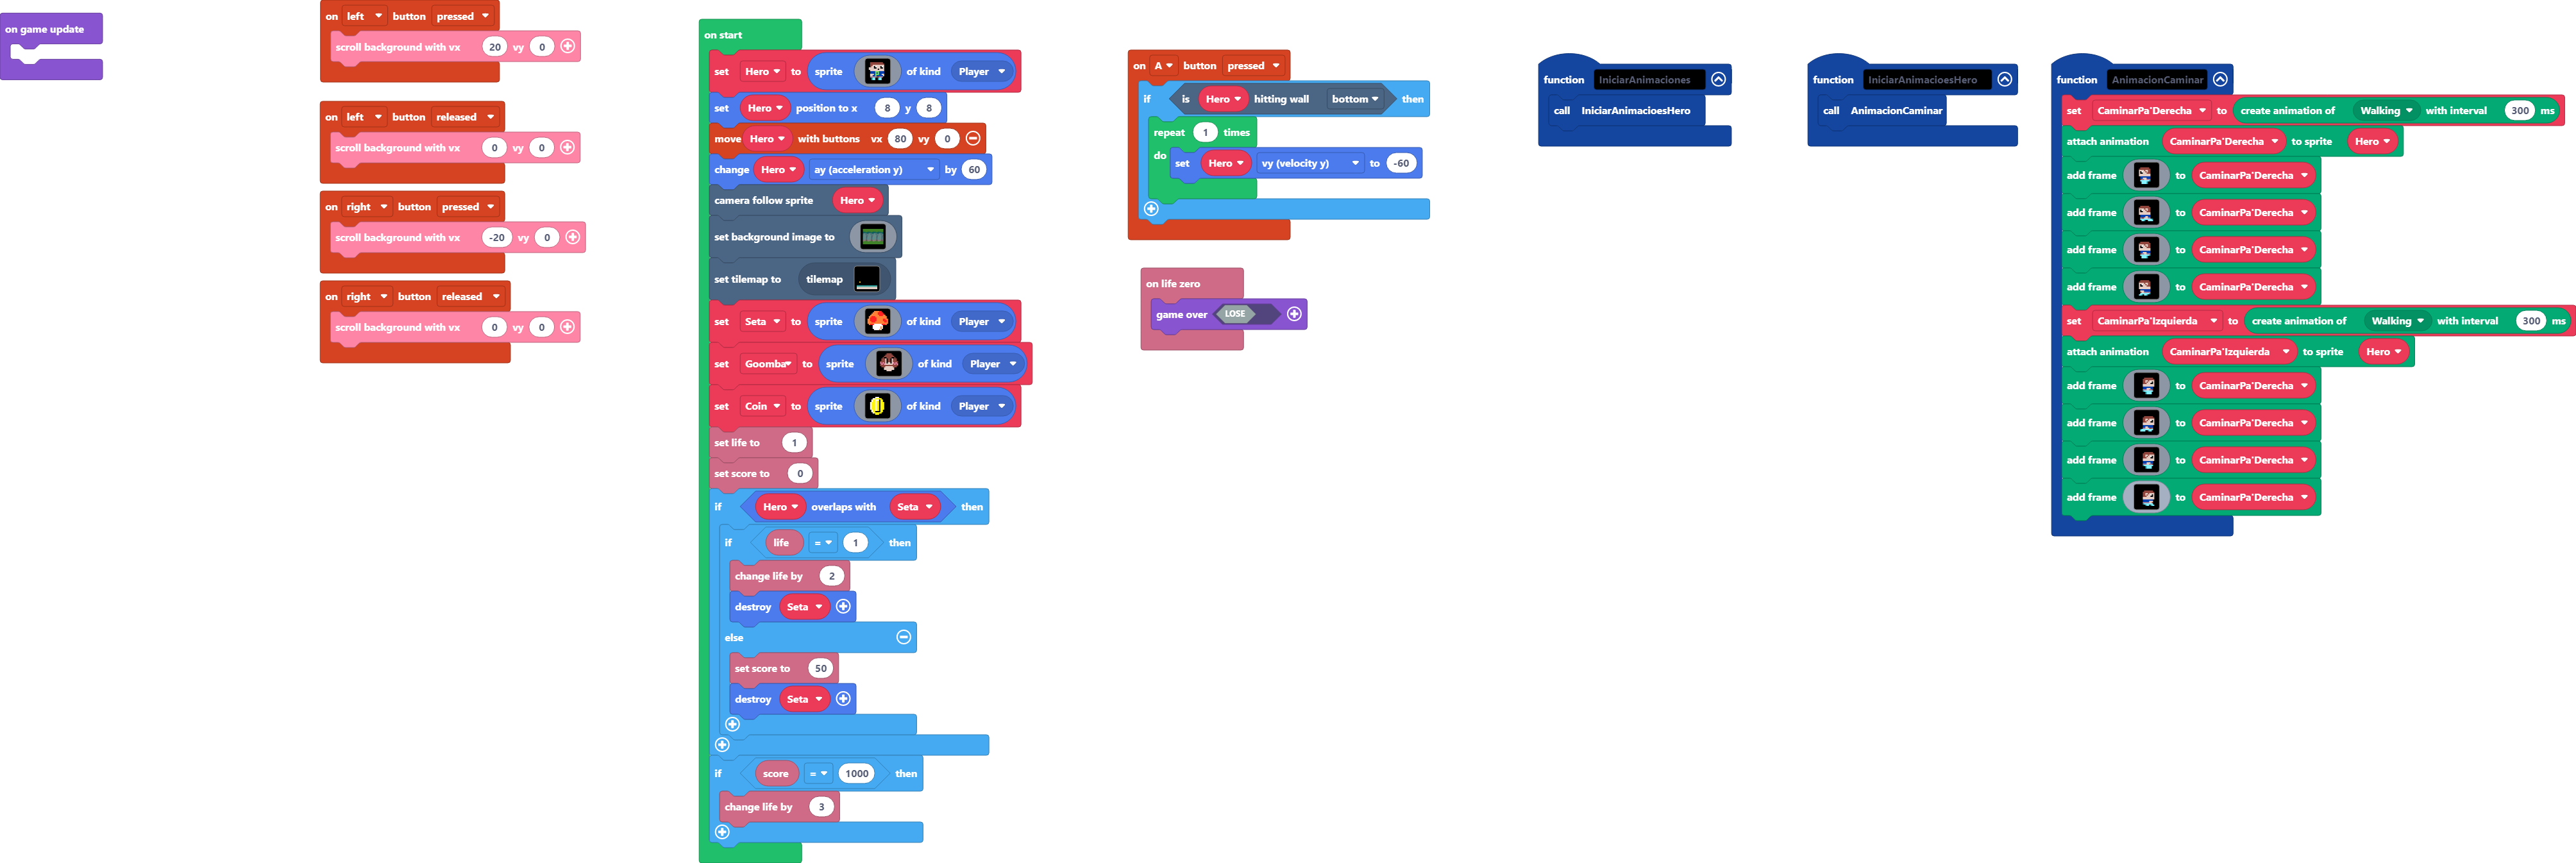 on game update
on left button pressed
scroll background with vx 20 vy 0
on left button released
scroll background with vx 0 vy 0
on right button pressed
scroll background with vx -20 vy 0
on right button released
scroll background with vx 0 vy 0
on start
set Hero to sprite of kind Player
set Hero position to x 8 y 8
move Hero with buttons vx 80 vy 0
change Hero ay (acceleration y) by 60
camera follow sprite Hero
set background image to
set tilemap to tilemap
set Seta to sprite of kind Player
set Goomba to sprite of kind Player
set Coin to sprite of kind Player
set life to 1
set score to 0
if Hero overlaps with Seta then
if life = 1 then
change life by 2
destroy Seta
else
set score to 50
destroy Seta
if score = 1000 then
change life by 3
on A button pressed
if is Hero hitting wall bottom then
repeat 1 times
do set Hero vy (velocity y) to -60
on life zero
game over LOSE
function IniciarAnimaciones
call IniciarAnimacioesHero
function IniciarAnimacioesHero
call AnimacionCaminar
function AnimacionCaminar
set CaminarPa'Derecha to create animation of Walking with interval 300 ms
attach animation CaminarPa'Derecha to sprite Hero
add frame to CaminarPa'Derecha
add frame to CaminarPa'Derecha
add frame to CaminarPa'Derecha
add frame to CaminarPa'Derecha
set CaminarPa'Izquierda to create animation of Walking with interval 300 ms
attach animation CaminarPa'Izquierda to sprite Hero
add frame to CaminarPa'Derecha
add frame to CaminarPa'Derecha
add frame to CaminarPa'Derecha
add frame to CaminarPa'Derecha